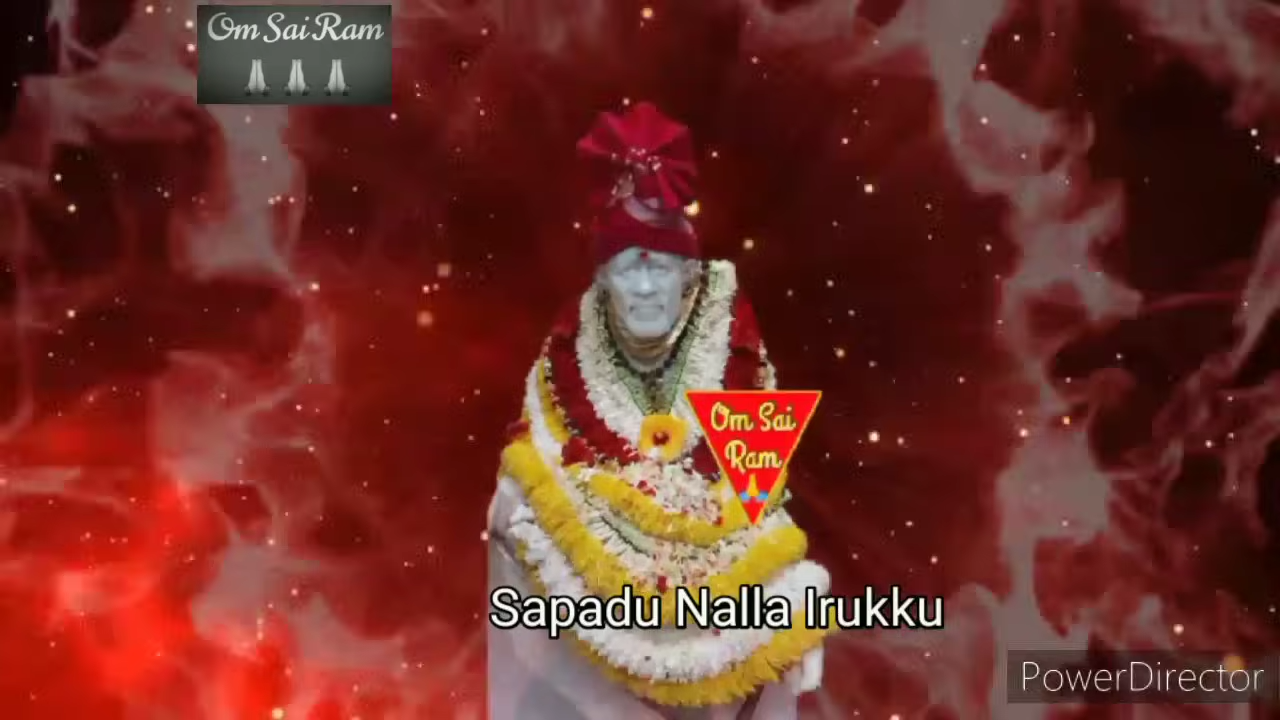 Om Sai Ram
🙏 🙏 🙏
Om Sai
Ram
🙏
Sapadu Nalla Irukku
PowerDirector